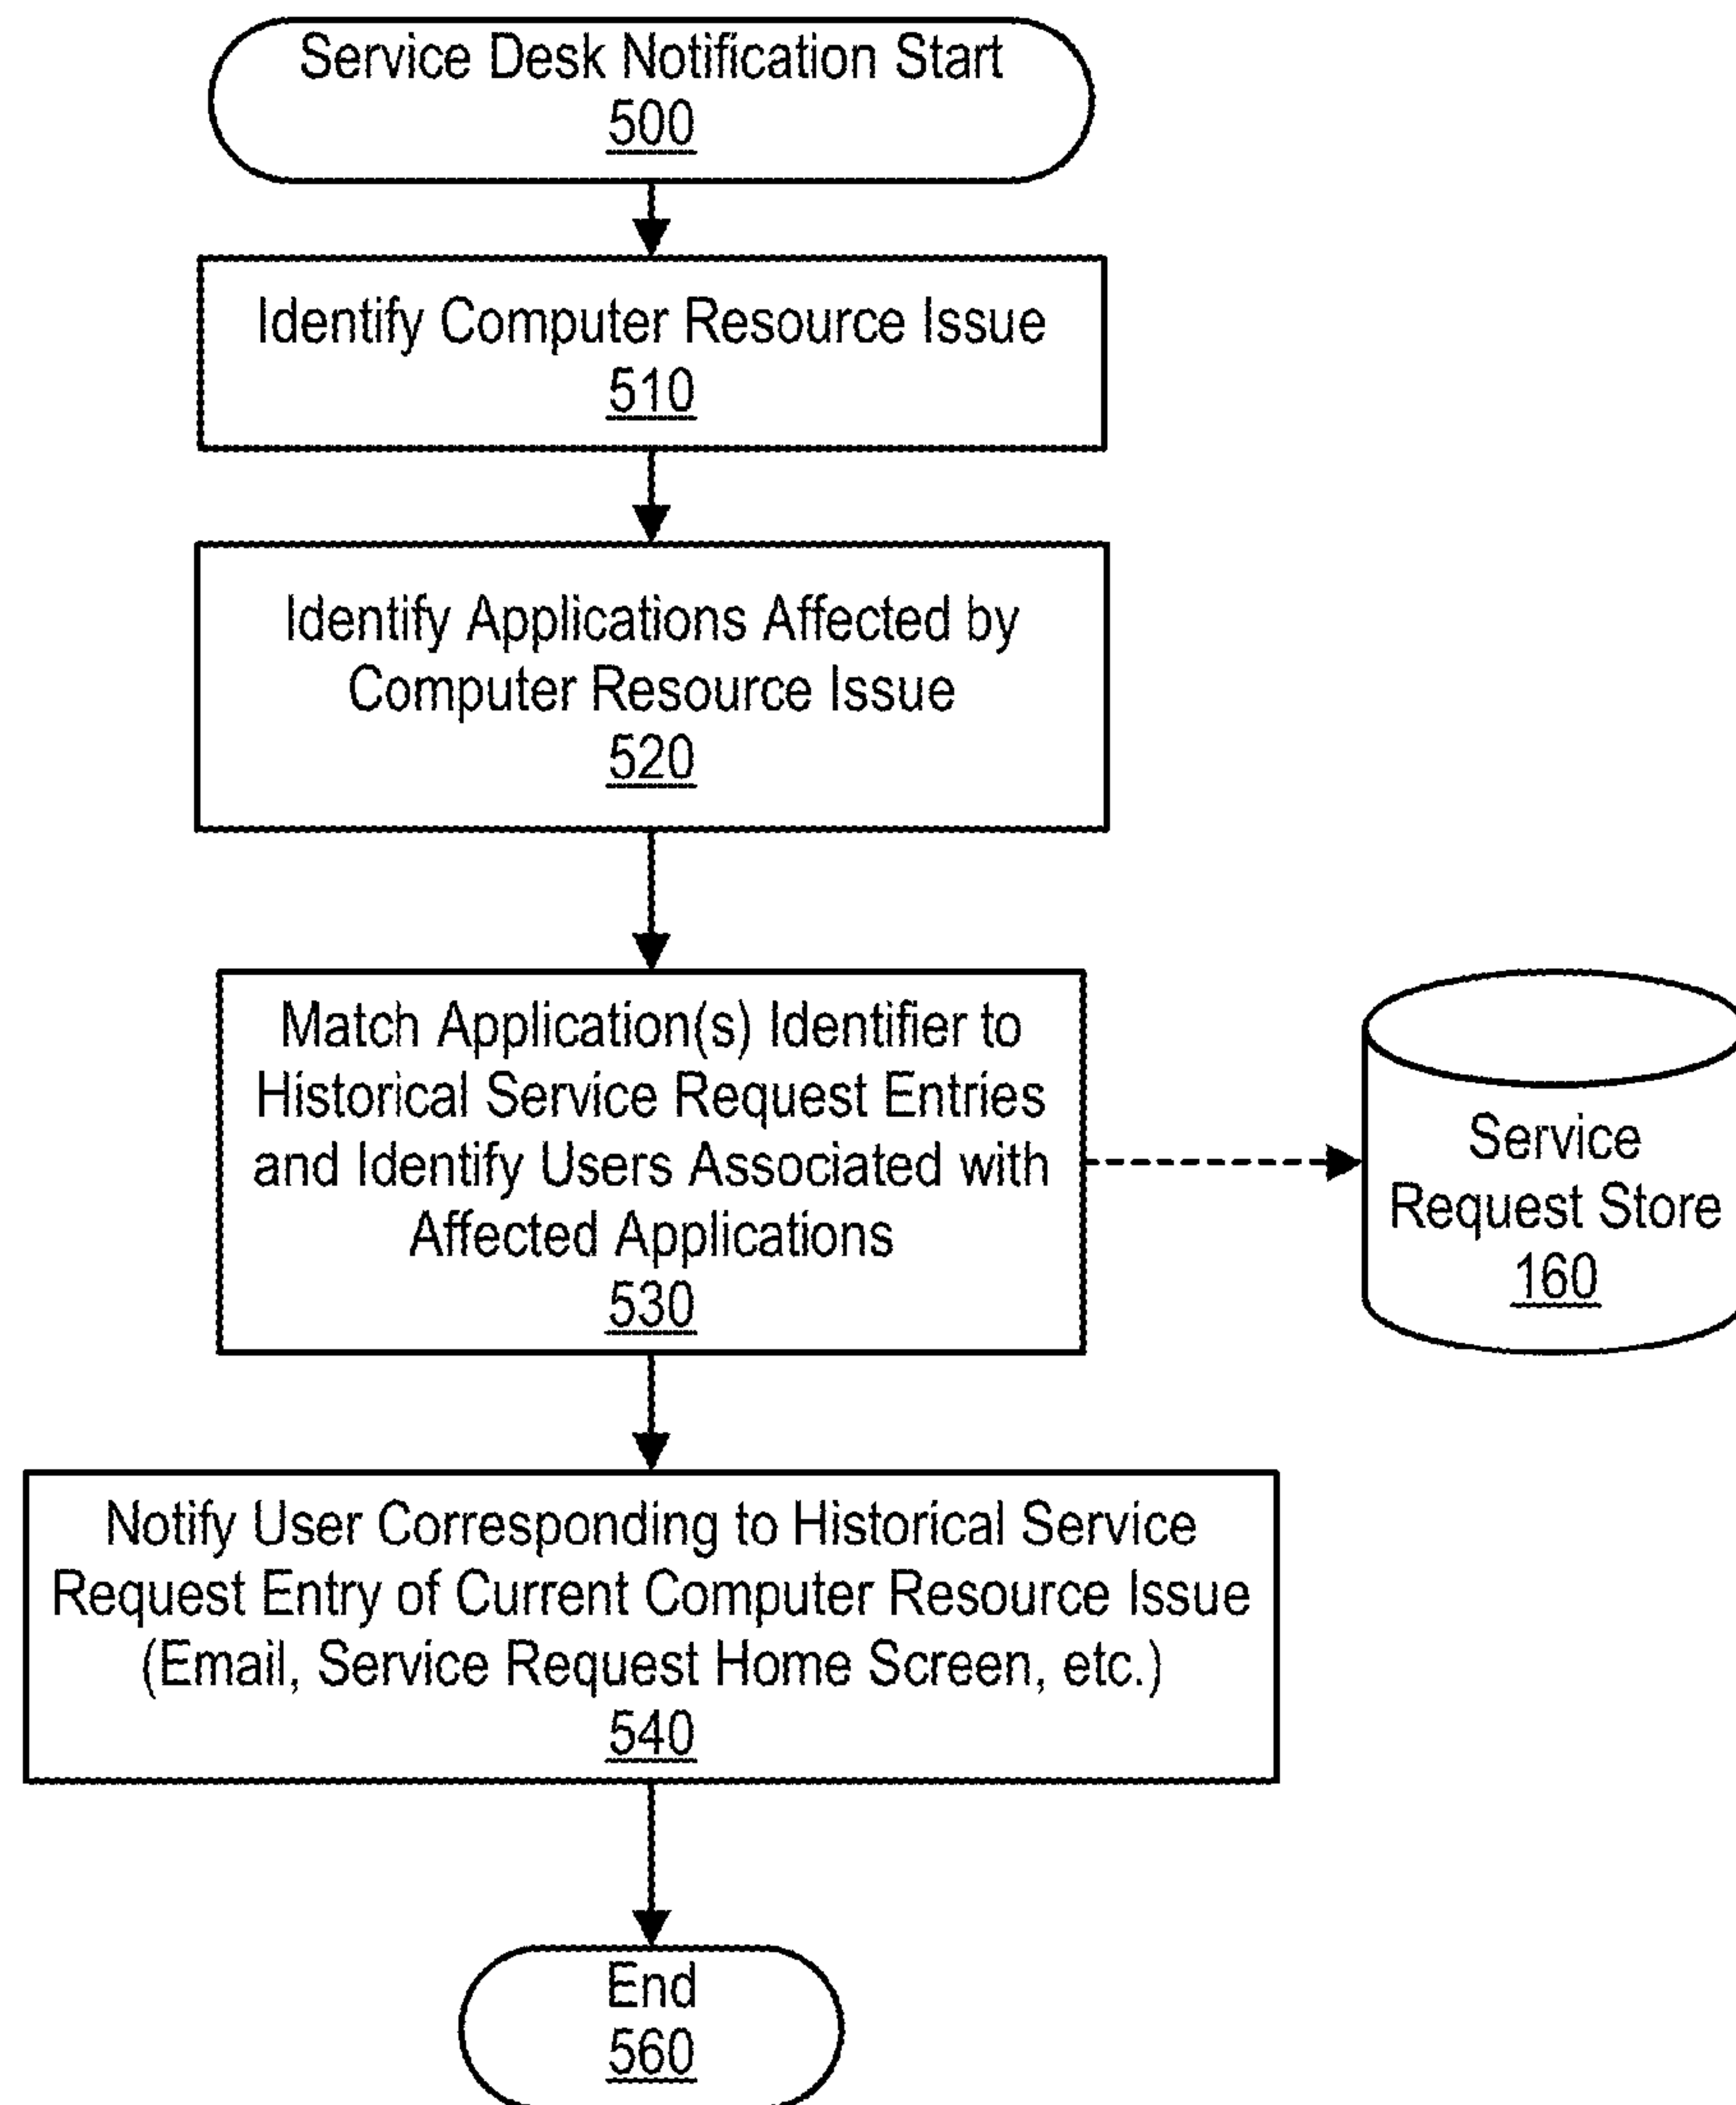 Service Desk Notification Start
500
Identify Computer Resource Issue
510
Identify Applications Affected by
Computer Resource Issue
520
Match Application(s) Identifier to
Historical Service Request Entries
and Identify Users Associated with
Affected Applications
530
Service
Request Store
160
Notify User Corresponding to Historical Service
Request Entry of Current Computer Resource Issue
(Email, Service Request Home Screen, etc.)
540
End
560